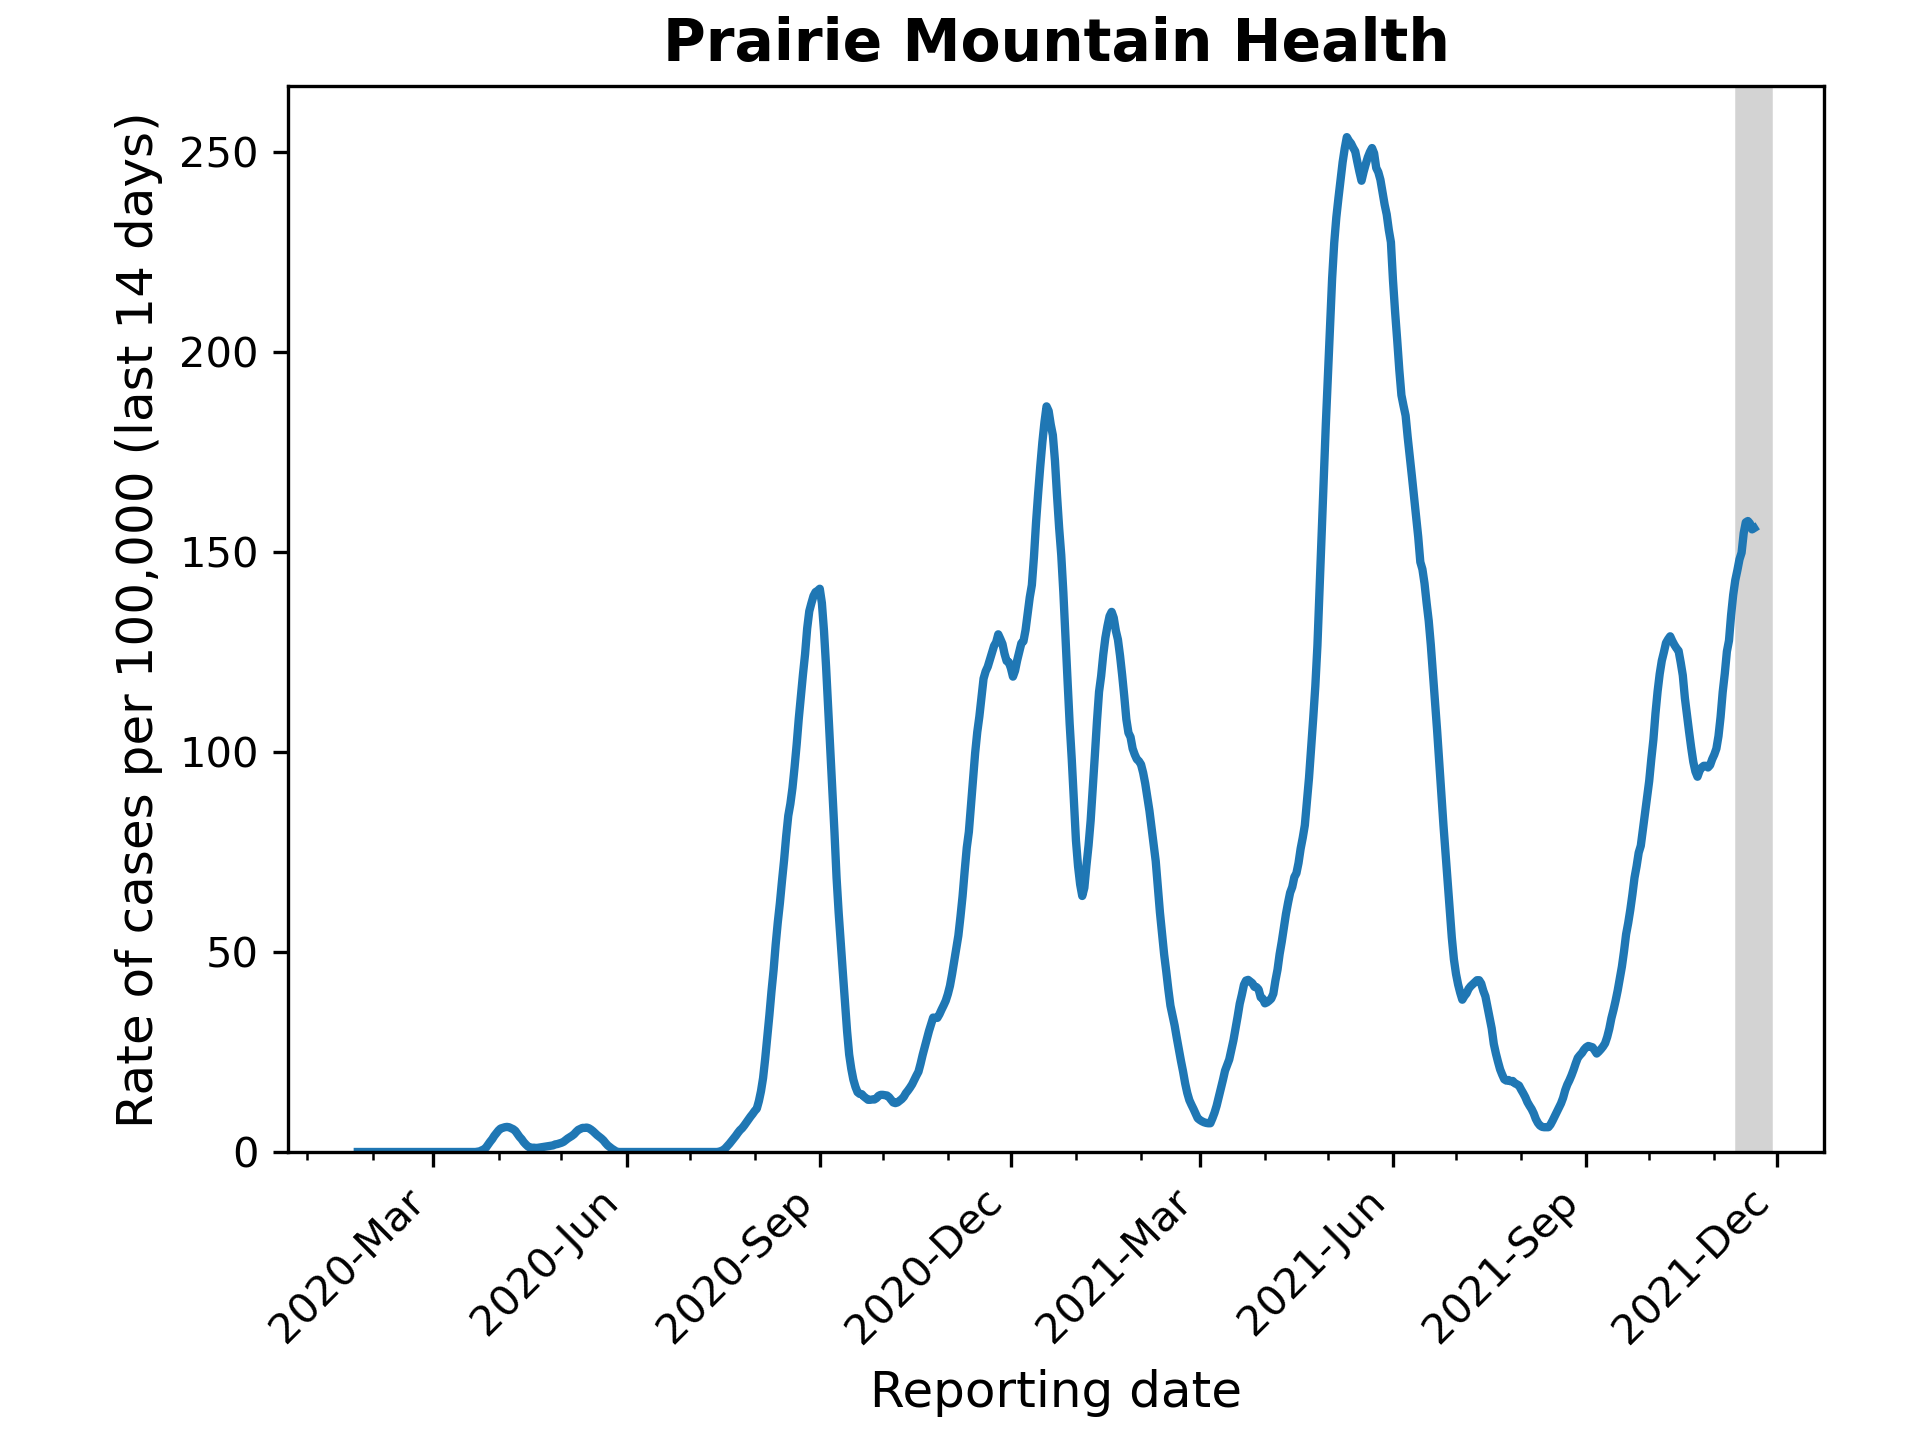 Prairie Mountain Health
Rate of cases per 100,000 (last 14 days)
250
200
150
100
50
0
2020-Mar
2020-Jun
2020-Sep
2020-Dec
2021-Mar
2021-Jun
2021-Sep
2021-Dec
Reporting date